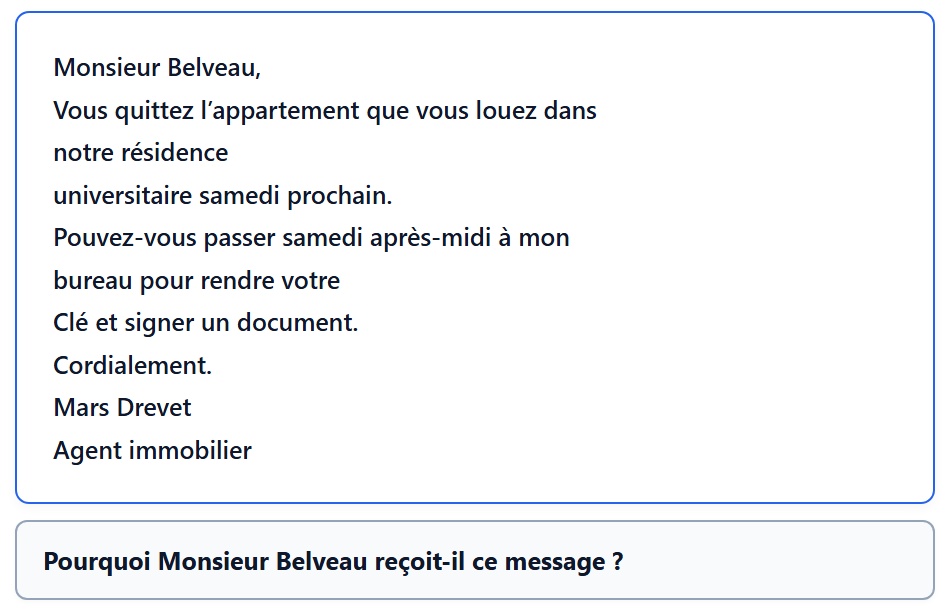 Monsieur Belveau,
Vous quittez l’appartement que vous louez dans
notre résidence
universitaire samedi prochain.
Pouvez-vous passer samedi après-midi à mon
bureau pour rendre votre
Clé et signer un document.
Cordialement.
Mars Drevet
Agent immobilier
Pourquoi Monsieur Belveau reçoit-il ce message ?